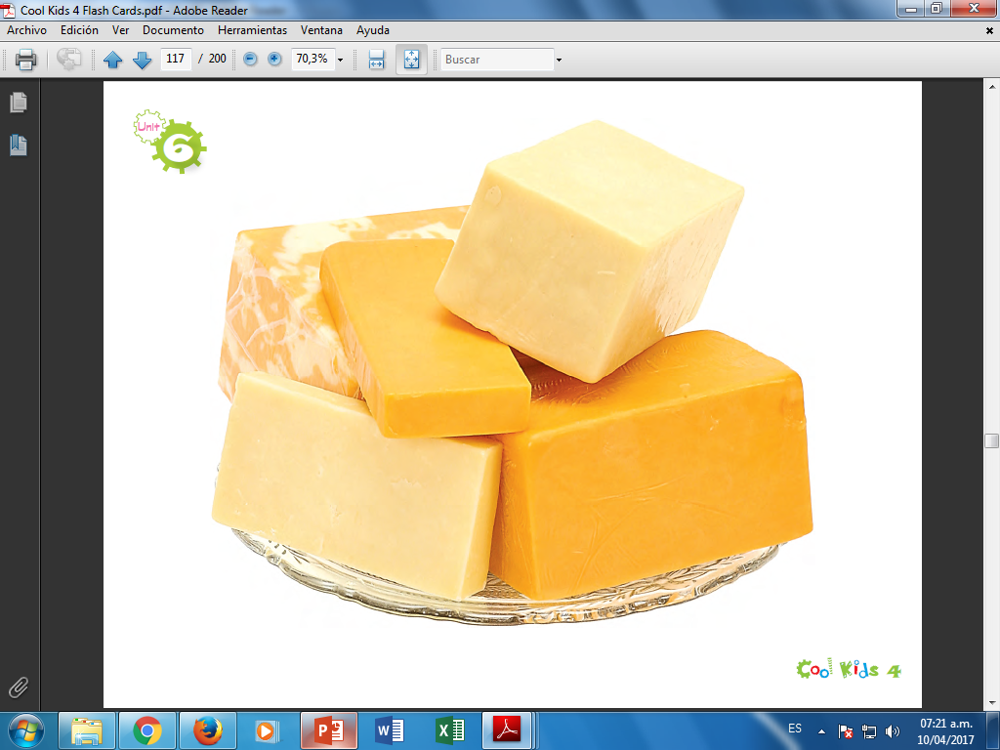 Cool Kids 4 Flash Cards.pdf - Adobe Reader
Archivo Edición Ver Documento Herramientas Ventana Ayuda
117 / 200 70,3% Buscar
Unit
6
Cool Kids 4
ES 07:21 a.m.
10/04/2017